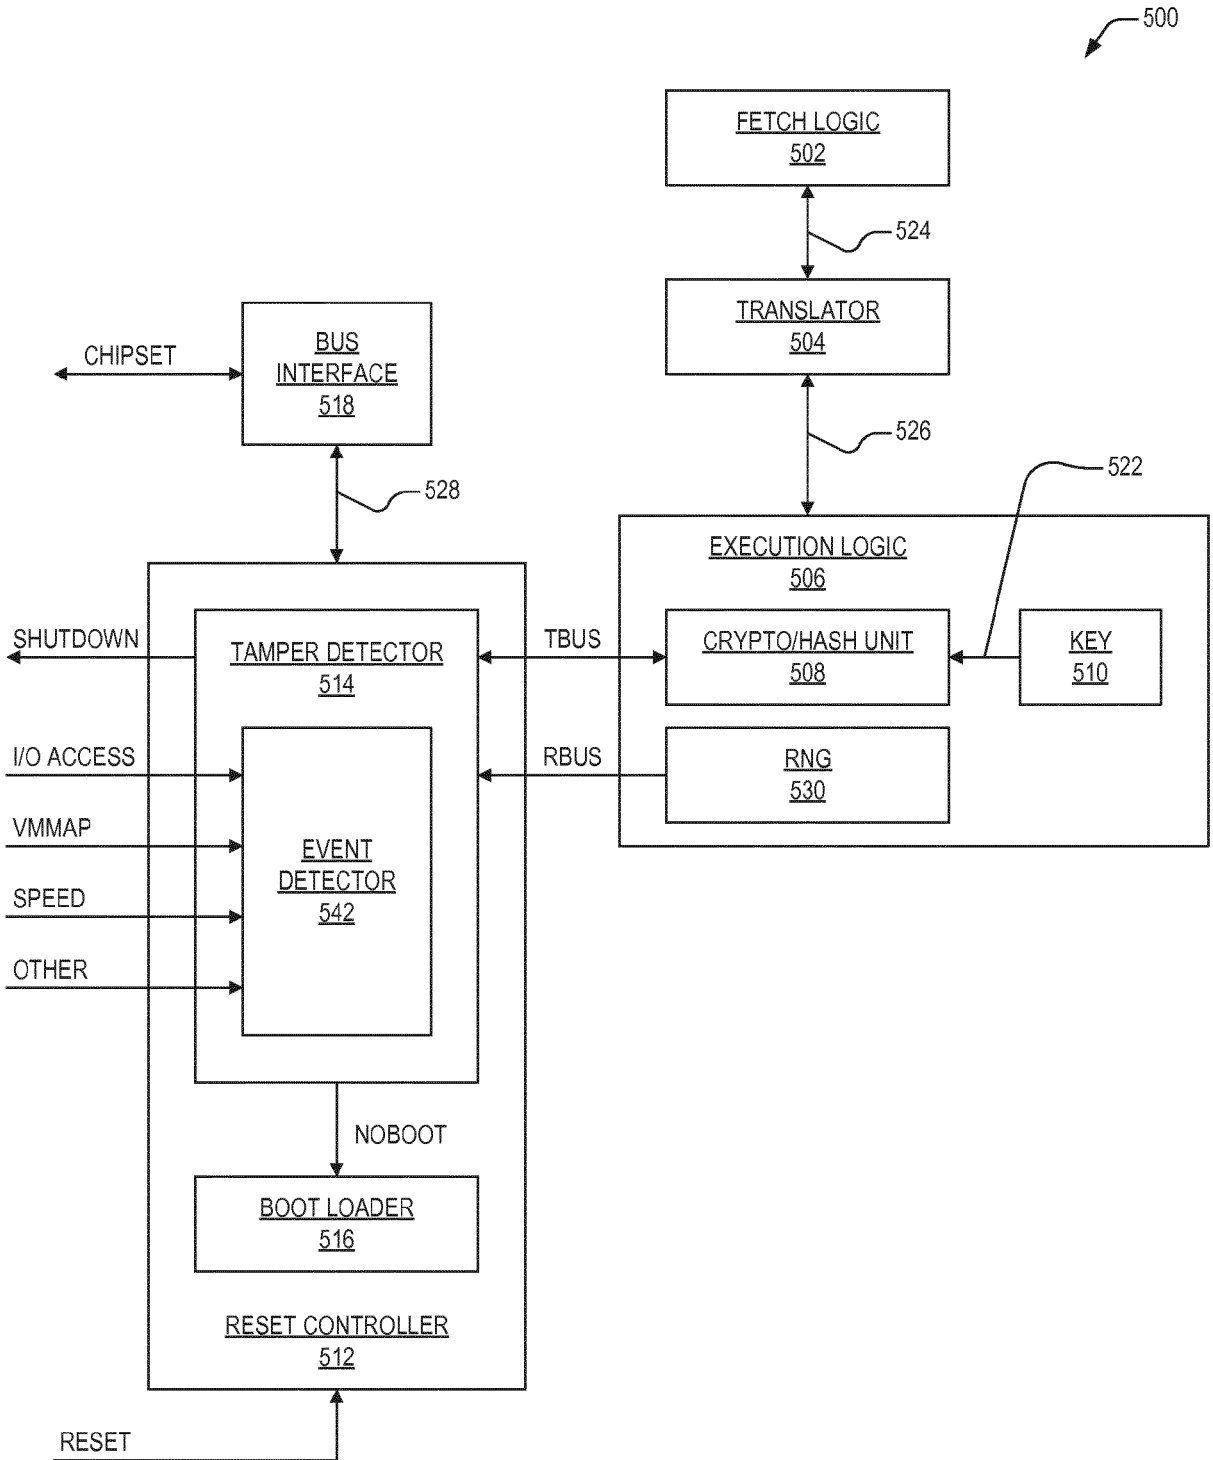 500
FETCH LOGIC
502
524
TRANSLATOR
504
526
BUS
INTERFACE
518
CHIPSET
528
522
EXECUTION LOGIC
506
SHUTDOWN
TAMPER DETECTOR
514
TBUS
CRYPTO/HASH UNIT
508
KEY
510
I/O ACCESS
RBUS
RNG
530
VMMAP
EVENT
DETECTOR
542
SPEED
OTHER
NOBOOT
BOOT LOADER
516
RESET CONTROLLER
512
RESET